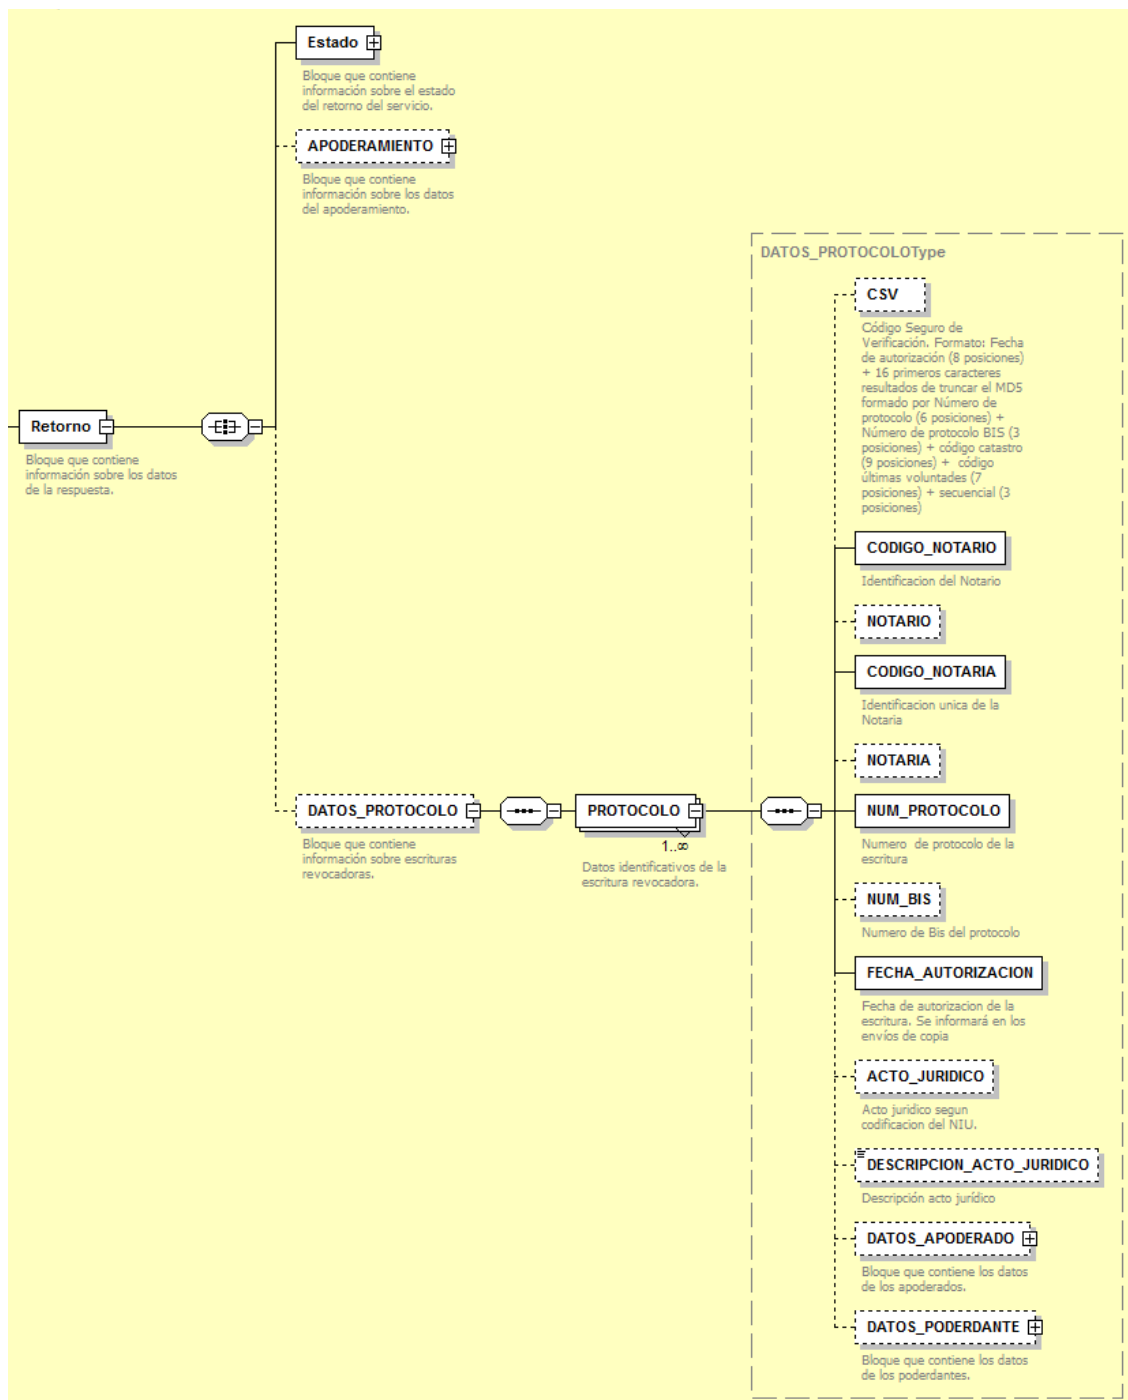 Estado
Bloque que contiene
información sobre el estado
del retorno del servicio.
APODERAMIENTO
Bloque que contiene
información sobre los datos
del apoderamiento.
Retorno
Bloque que contiene
información sobre los datos
de la respuesta.
DATOS_PROTOCOLO
Bloque que contiene
información sobre escrituras
revocadoras.
PROTOCOLO
1..∞
Datos identificativos de la
escritura revocadora.
DATOS_PROTOCOLOType
CSV
Código Seguro de
Verificación. Formato: Fecha
de autorización (8 posiciones)
+ 16 primeros caracteres
resultados de truncar el MD5
formado por Número de
protocolo (6 posiciones) +
Número de protocolo BIS (3
posiciones) + código catastro
(9 posiciones) + código
últimas voluntades (7
posiciones) + secuencial (3
posiciones)
CODIGO_NOTARIO
Identificacion del Notario
NOTARIO
CODIGO_NOTARIA
Identificacion unica de la
Notaria
NOTARIA
NUM_PROTOCOLO
Numero de protocolo de la
escritura
NUM_BIS
Numero de Bis del protocolo
FECHA_AUTORIZACION
Fecha de autorizacion de la
escritura. Se informará en los
envíos de copia
ACTO_JURIDICO
Acto juridico segun
codificacion del NIU.
DESCRIPCION_ACTO_JURIDICO
Descripción acto jurídico
DATOS_APODERADO
Bloque que contiene los datos
de los apoderados.
DATOS_PODERDANTE
Bloque que contiene los datos
de los poderdantes.